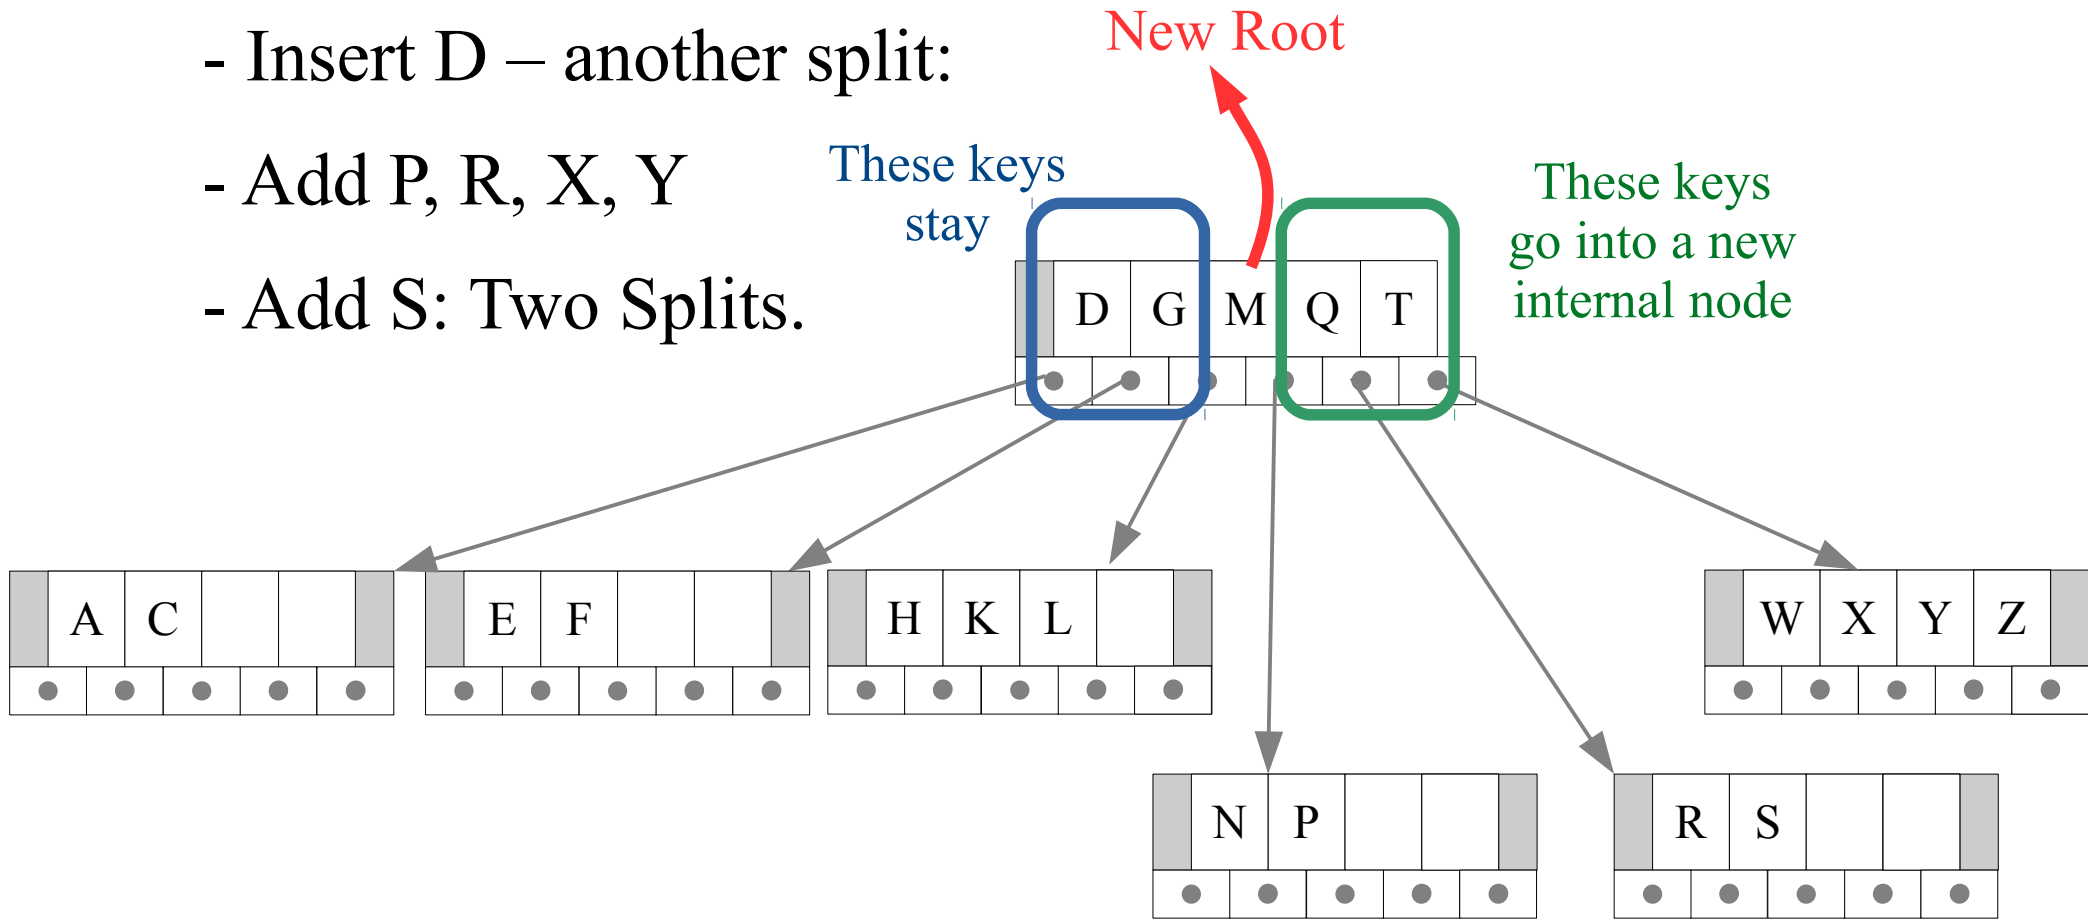 - Insert D – another split:
- Add P, R, X, Y
- Add S: Two Splits.
New Root
These keys
stay
These keys
go into a new
internal node
D G M Q T
A C
E F
H K L
W X Y Z
N P
R S